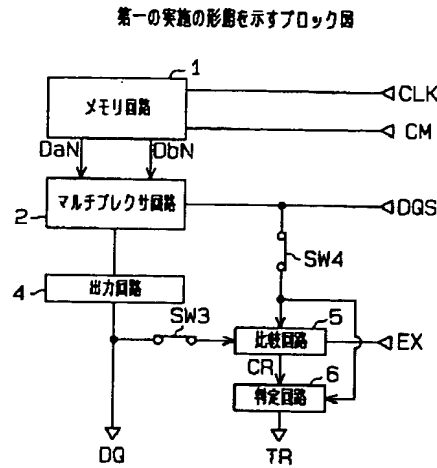 第一の実施の形態を示すブロック図
1
メモリ回路
CLK
CM
DaN
DbN
2
マルチプレクサ回路
DQS
SW4
4
出力回路
SW3
5
比較回路
EX
CR
6
判定回路
DQ
TR